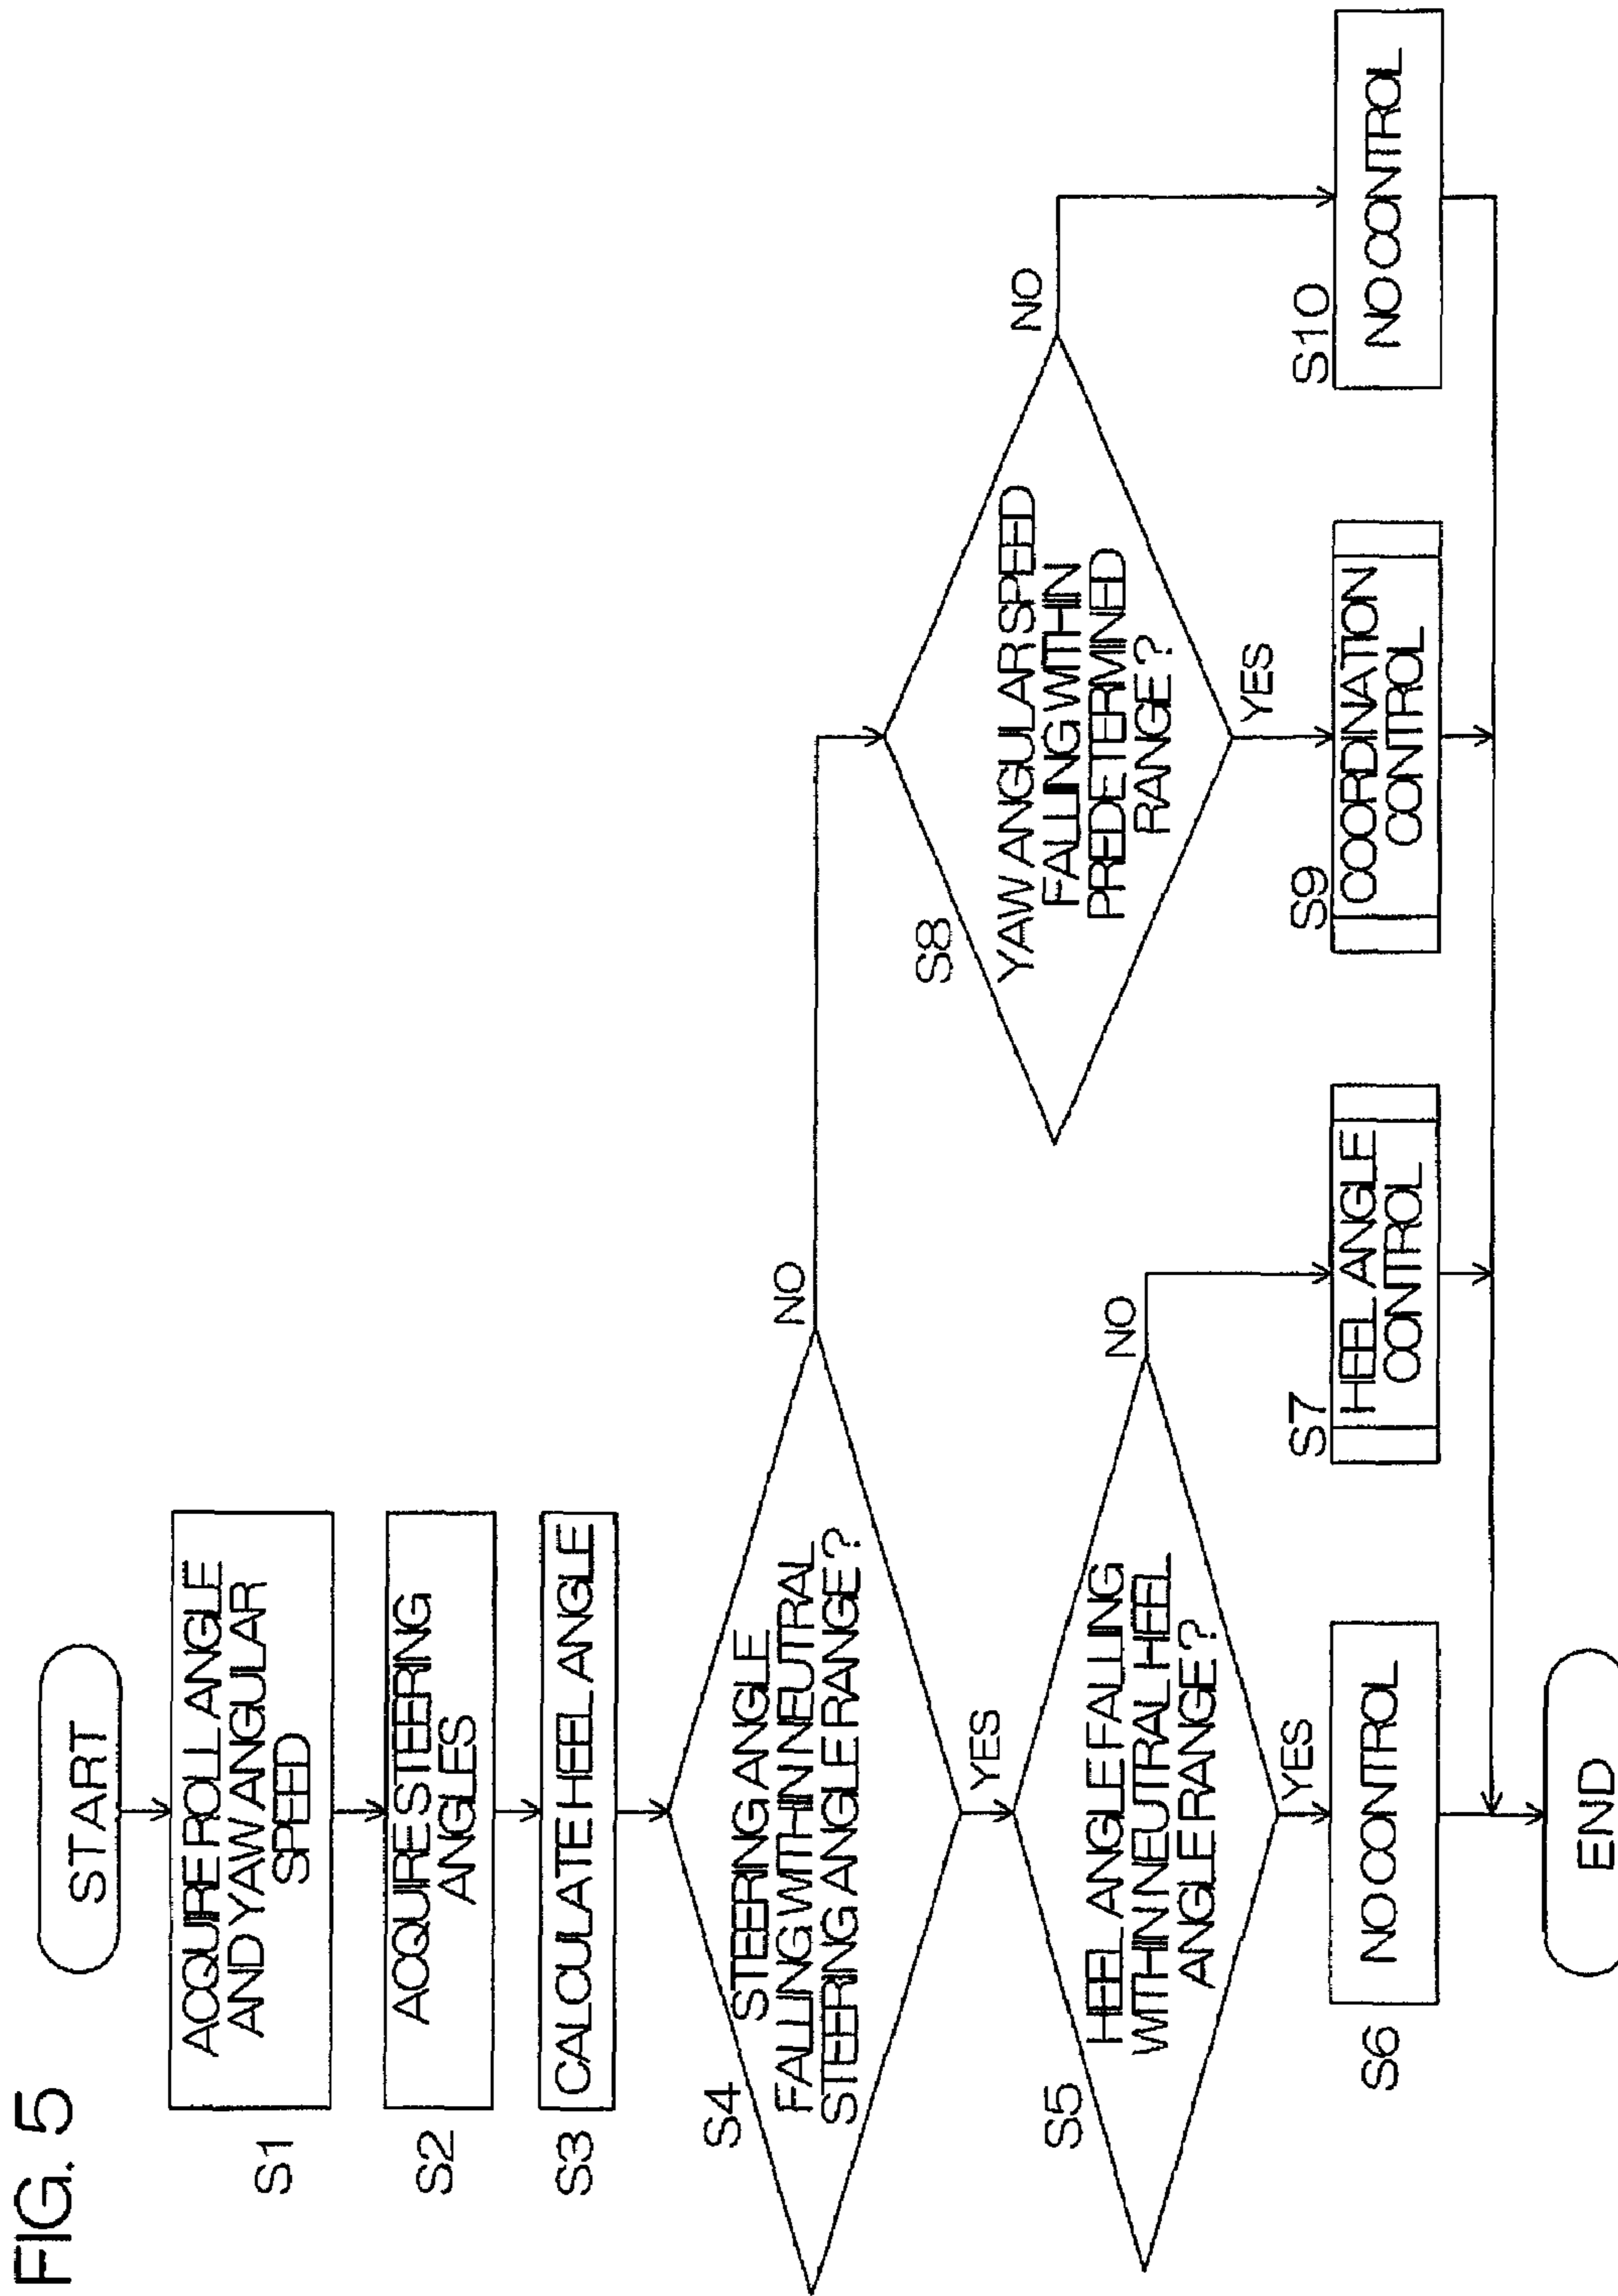 FIG. 5
START
S1
ACQUIRE ROLL ANGLE
AND YAW ANGULAR
SPEED
S2
ACQUIRE STEERING
ANGLES
S3
CALCULATE HEEL ANGLE
S4
STEERING ANGLE
FALLING WITHIN NEUTRAL
STEERING ANGLE RANGE?
NO
YES
S5
HEEL ANGLE FALLING
WITHIN NEUTRAL HEEL
ANGLE RANGE?
NO
YES
S8
YAW ANGULAR SPEED
FALLING WITHIN
PREDETERMINED
RANGE?
NO
YES
S6
NO CONTROL
S7
HEEL ANGLE
CONTROL
S9
COORDINATION
CONTROL
S10
NO CONTROL
END